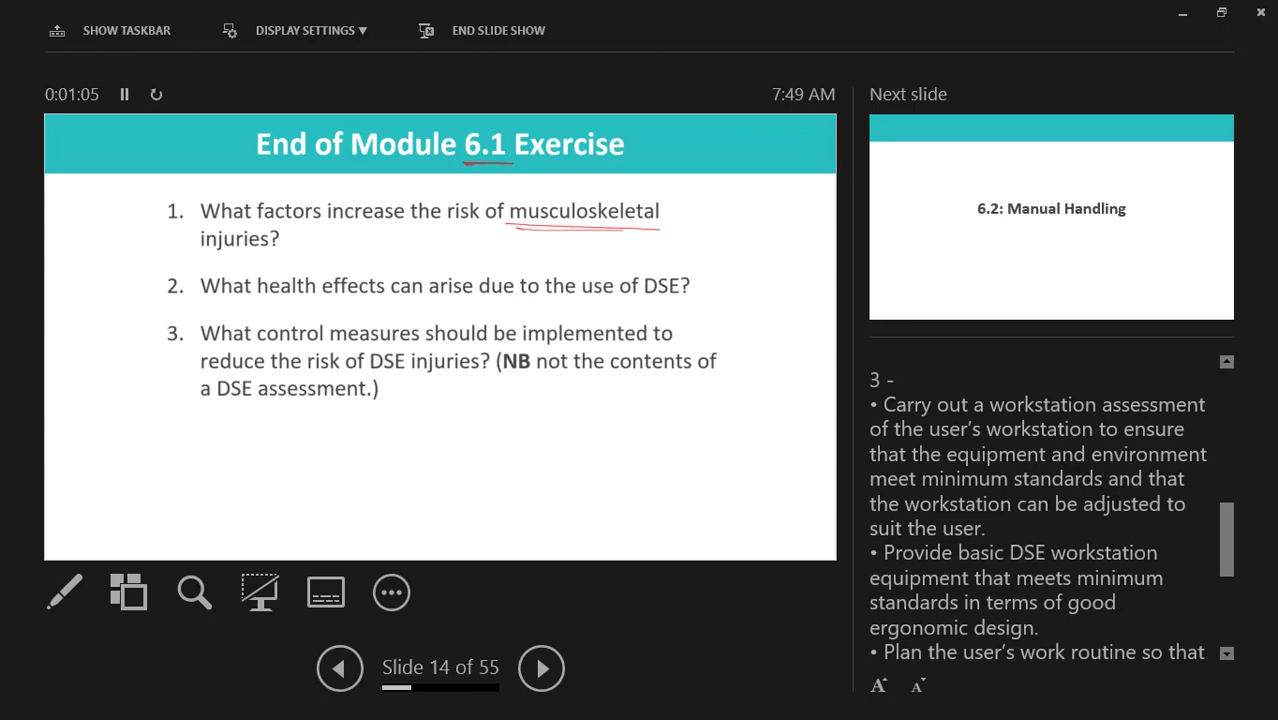 SHOW TASKBAR DISPLAY SETTINGS ▼ END SLIDE SHOW
0:01:05 7:49 AM
End of Module 6.1 Exercise
1. What factors increase the risk of musculoskeletal
injuries?
2. What health effects can arise due to the use of DSE?
3. What control measures should be implemented to
reduce the risk of DSE injuries? (NB not the contents of
a DSE assessment.)
Slide 14 of 55
Next slide
6.2: Manual Handling
3 -
• Carry out a workstation assessment
of the user’s workstation to ensure
that the equipment and environment
meet minimum standards and that
the workstation can be adjusted to
suit the user.
• Provide basic DSE workstation
equipment that meets minimum
standards in terms of good
ergonomic design.
• Plan the user’s work routine so that
A A